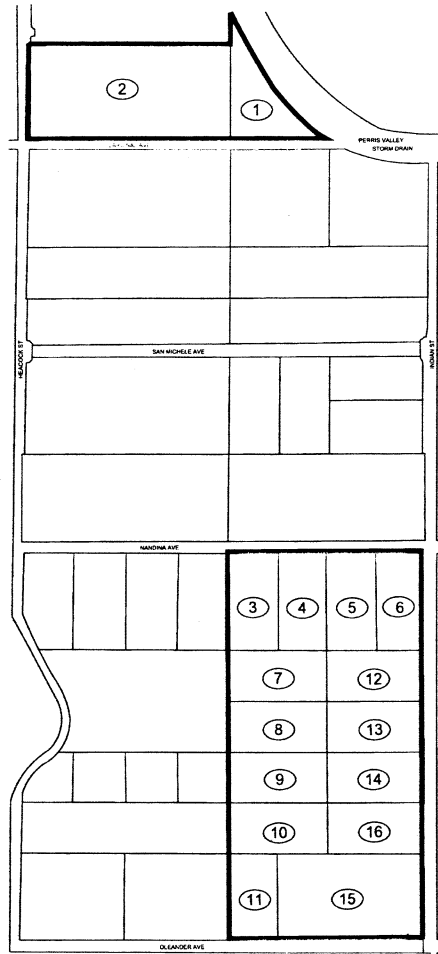 2
1
PERRIS VALLEY
STORM DRAIN
HEACOCK ST
SAN MICHELE AVE
INDIAN ST
NANDINA AVE
3
4
5
6
7
12
8
13
9
14
10
16
11
15
OLEANDER AVE